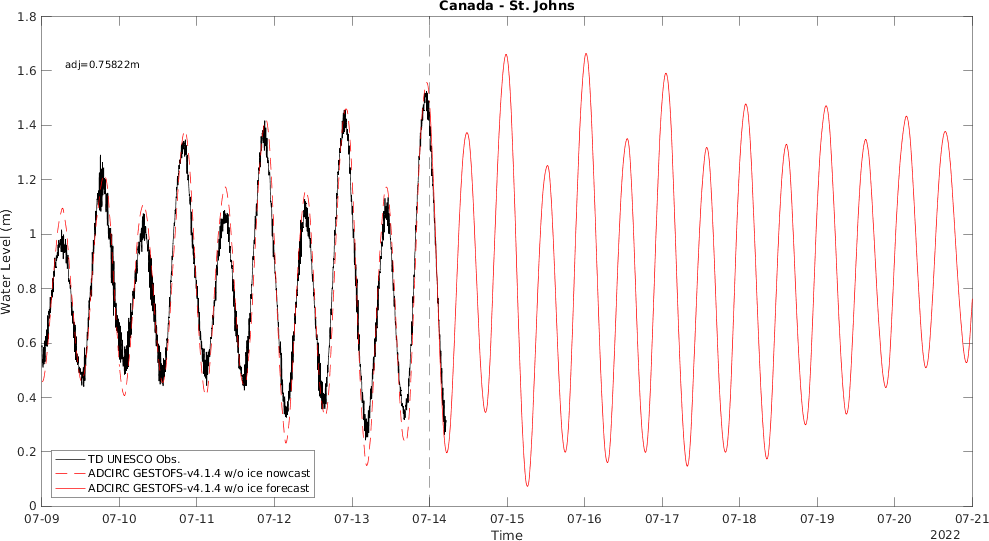 Canada - St. Johns
adj=0.75822m
Water Level (m)
1.8
1.6
1.4
1.2
1
0.8
0.6
0.4
0.2
0
TD UNESCO Obs.
ADCIRC GESTOFS-v4.1.4 w/o ice nowcast
ADCIRC GESTOFS-v4.1.4 w/o ice forecast
07-09 07-10 07-11 07-12 07-13 07-14 07-15 07-16 07-17 07-18 07-19 07-20 07-21
Time
2022